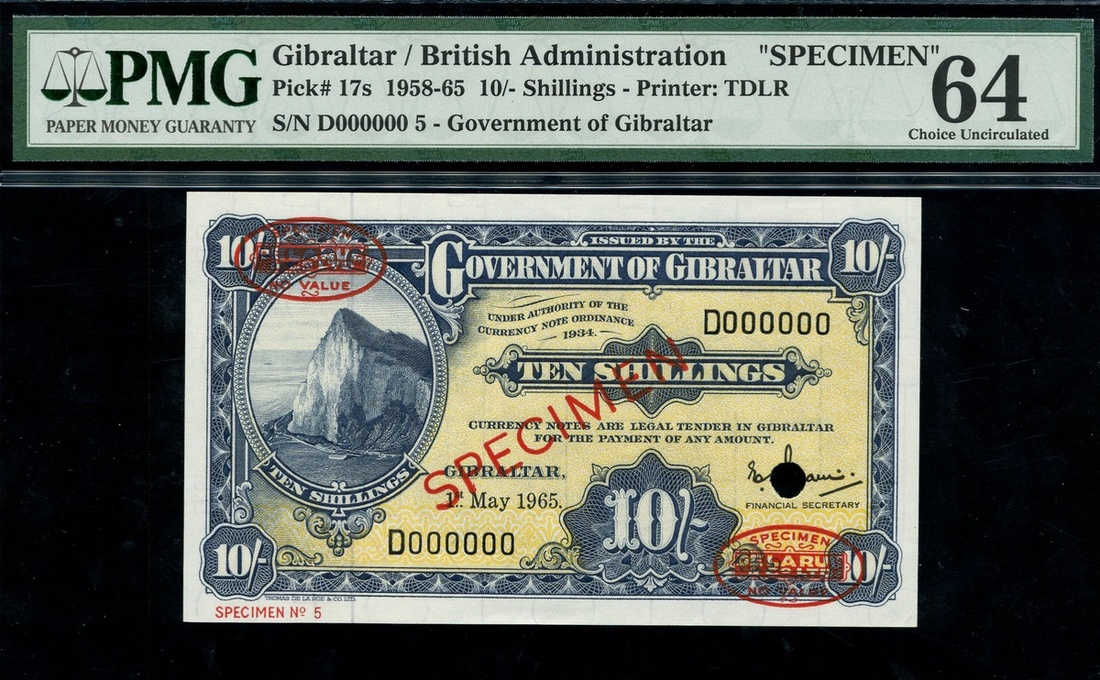 PMG
PAPER MONEY GUARANTY
Gibraltar / British Administration "SPECIMEN"
Pick# 17s 1958-65 10/- Shillings - Printer: TDLR
S/N D000000 5 - Government of Gibraltar
64
Choice Uncirculated
10/-
NO VALUE
ISSUED BY THE
GOVERNMENT OF GIBRALTAR
10/-
UNDER AUTHORITY OF THE
CURRENCY NOTE ORDINANCE
1934.
D000000
TEN SHILLINGS
SPECIMEN
CURRENCY NOTES ARE LEGAL TENDER IN GIBRALTAR
FOR THE PAYMENT OF ANY AMOUNT.
TEN SHILLINGS
GIBRALTAR,
1st May 1965.
FINANCIAL SECRETARY
D000000
10/-
10/-
SPECIMEN
NO VALUE
10/-
THOMAS DE LA RUE & CO. LTD.
SPECIMEN Nº 5